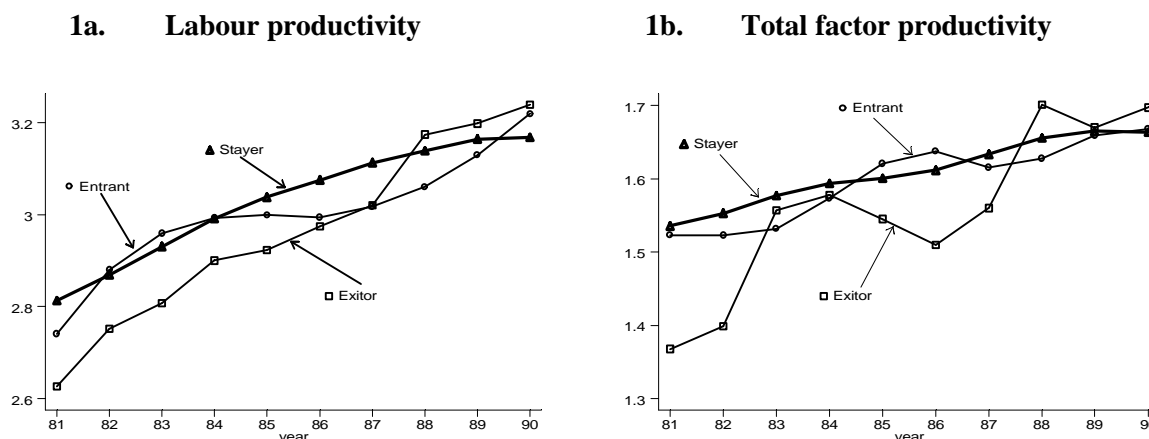 1a. Labour productivity
3.2
3
2.8
2.6
Stayer
Entrant
Exitor
81 82 83 84 85 86 87 88 89 90
year
1b. Total factor productivity
1.7
1.6
1.5
1.4
1.3
Entrant
Stayer
Exitor
81 82 83 84 85 86 87 88 89 90
year